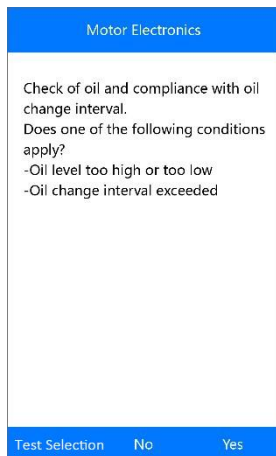 Motor Electronics
Check of oil and compliance with oil
change interval.
Does one of the following conditions
apply?
-Oil level too high or too low
-Oil change interval exceeded
Test Selection No Yes